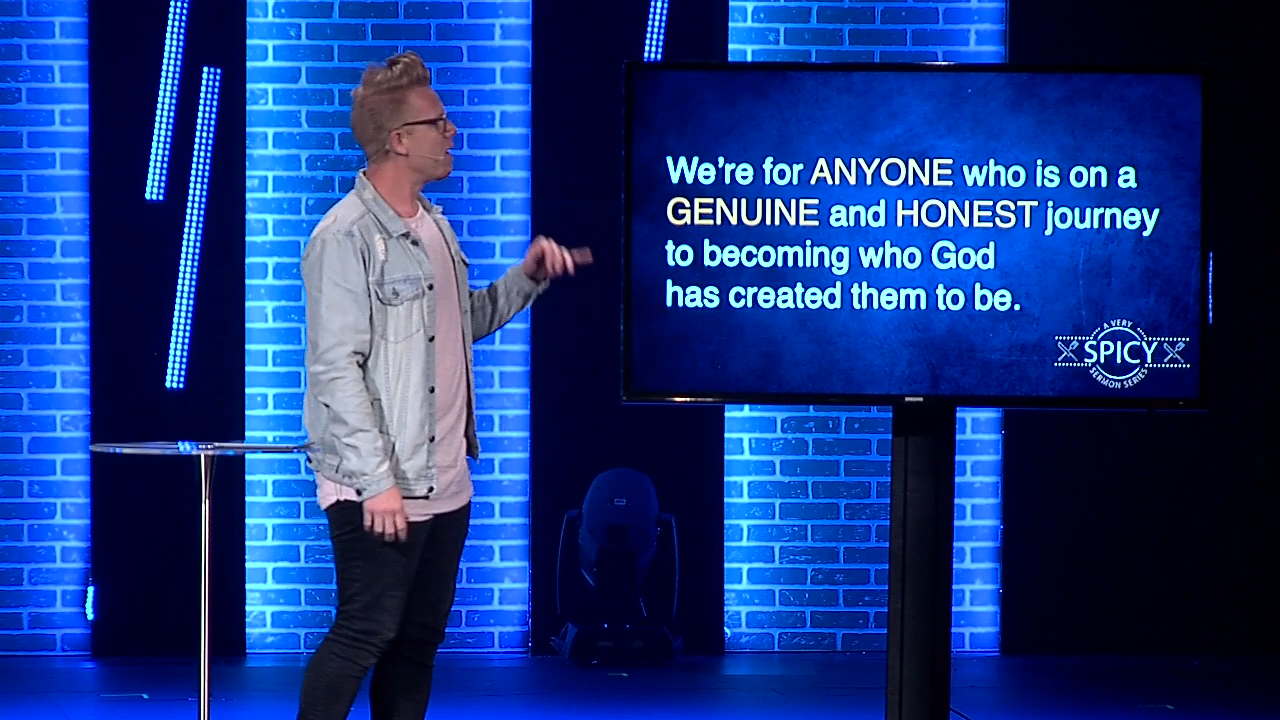 We're for ANYONE who is on a
GENUINE and HONEST journey
to becoming who God
has created them to be.
A VERY
SPICY
SERMON SERIES